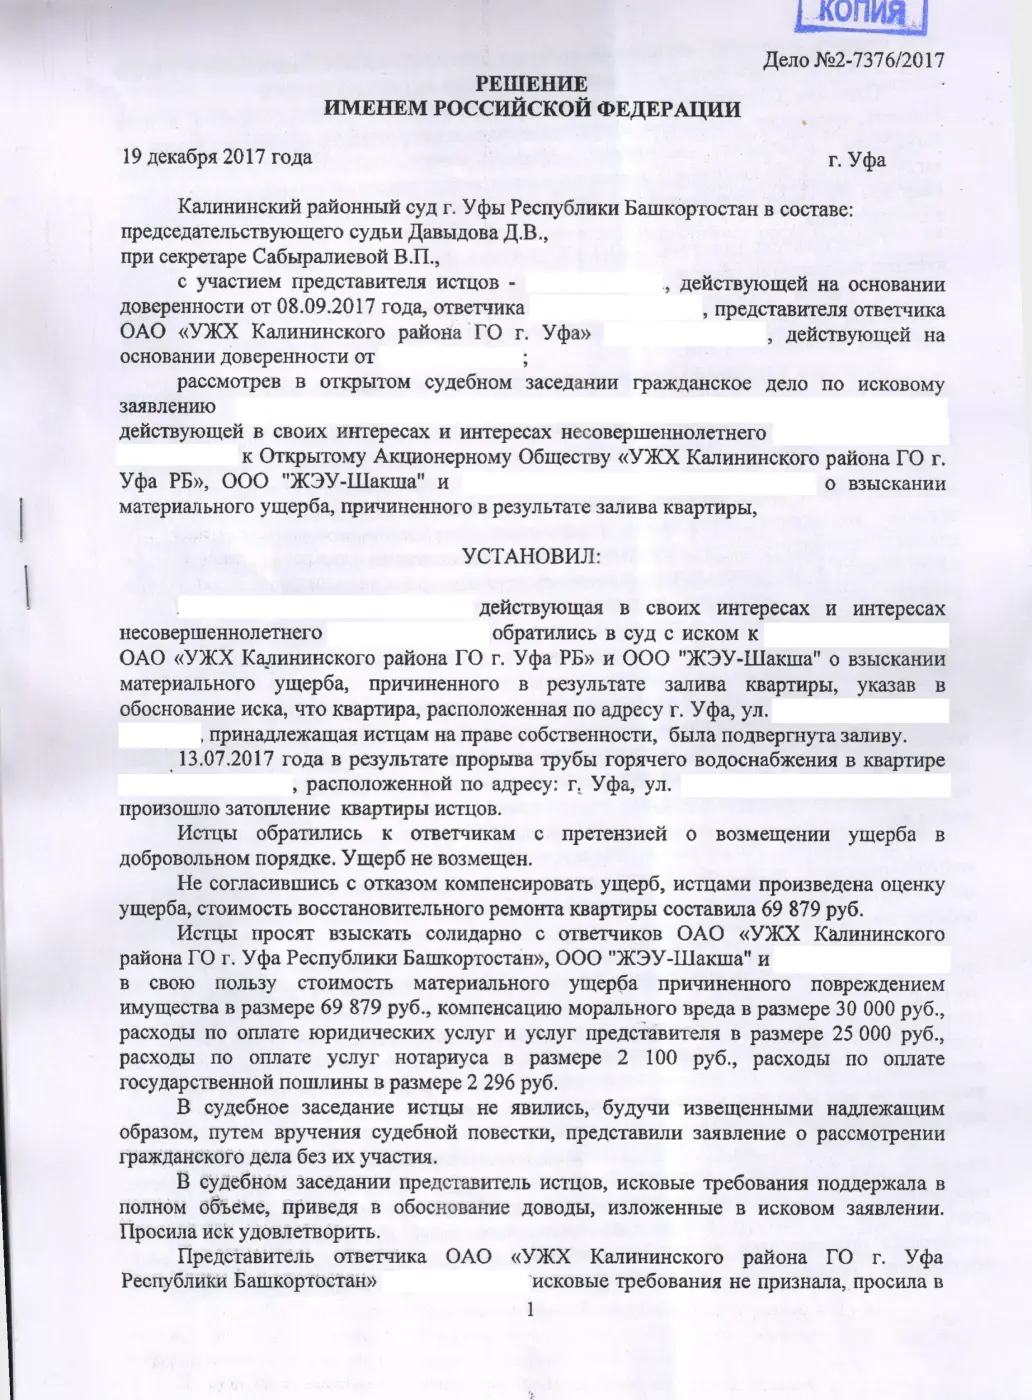 КОПИЯ
Дело №2-7376/2017
РЕШЕНИЕ
ИМЕНЕМ РОССИЙСКОЙ ФЕДЕРАЦИИ
19 декабря 2017 года г. Уфа
Калининский районный суд г. Уфы Республики Башкортостан в составе:
председательствующего судьи Давыдова Д.В.,
при секретаре Сабыралиевой В.П.,
с участием представителя истцов - , действующей на основании
доверенности от 08.09.2017 года, ответчика , представителя ответчика
ОАО «УЖХ Калининского района ГО г. Уфа» , действующей на
основании доверенности от ;
рассмотрев в открытом судебном заседании гражданское дело по исковому
заявлению
действующей в своих интересах и интересах несовершеннолетнего
к Открытому Акционерному Обществу «УЖХ Калининского района ГО г.
Уфа РБ», ООО "ЖЭУ-Шакша" и о взыскании
материального ущерба, причиненного в результате залива квартиры,
УСТАНОВИЛ:
действующая в своих интересах и интересах
несовершеннолетнего обратились в суд с иском к
ОАО «УЖХ Калининского района ГО г. Уфа РБ» и ООО "ЖЭУ-Шакша" о взыскании
материального ущерба, причиненного в результате залива квартиры, указав в
обоснование иска, что квартира, расположенная по адресу г. Уфа, ул.
, принадлежащая истцам на праве собственности, была подвергнута заливу.
13.07.2017 года в результате прорыва трубы горячего водоснабжения в квартире
, расположенной по адресу: г. Уфа, ул.
произошло затопление квартиры истцов.
Истцы обратились к ответчикам с претензией о возмещении ущерба в
добровольном порядке. Ущерб не возмещен.
Не согласившись с отказом компенсировать ущерб, истцами произведена оценку
ущерба, стоимость восстановительного ремонта квартиры составила 69 879 руб.
Истцы просят взыскать солидарно с ответчиков ОАО «УЖХ Калининского
района ГО г. Уфа Республики Башкортостан», ООО "ЖЭУ-Шакша" и
в свою пользу стоимость материального ущерба причиненного повреждением
имущества в размере 69 879 руб., компенсацию морального вреда в размере 30 000 руб.,
расходы по оплате юридических услуг и услуг представителя в размере 25 000 руб.,
расходы по оплате услуг нотариуса в размере 2 100 руб., расходы по оплате
государственной пошлины в размере 2 296 руб.
В судебное заседание истцы не явились, будучи извещенными надлежащим
образом, путем вручения судебной повестки, представили заявление о рассмотрении
гражданского дела без их участия.
В судебном заседании представитель истцов, исковые требования поддержала в
полном объеме, приведя в обоснование доводы, изложенные в исковом заявлении.
Просила иск удовлетворить.
Представитель ответчика ОАО «УЖХ Калининского района ГО г. Уфа
Республики Башкортостан» исковые требования не признала, просила в
1